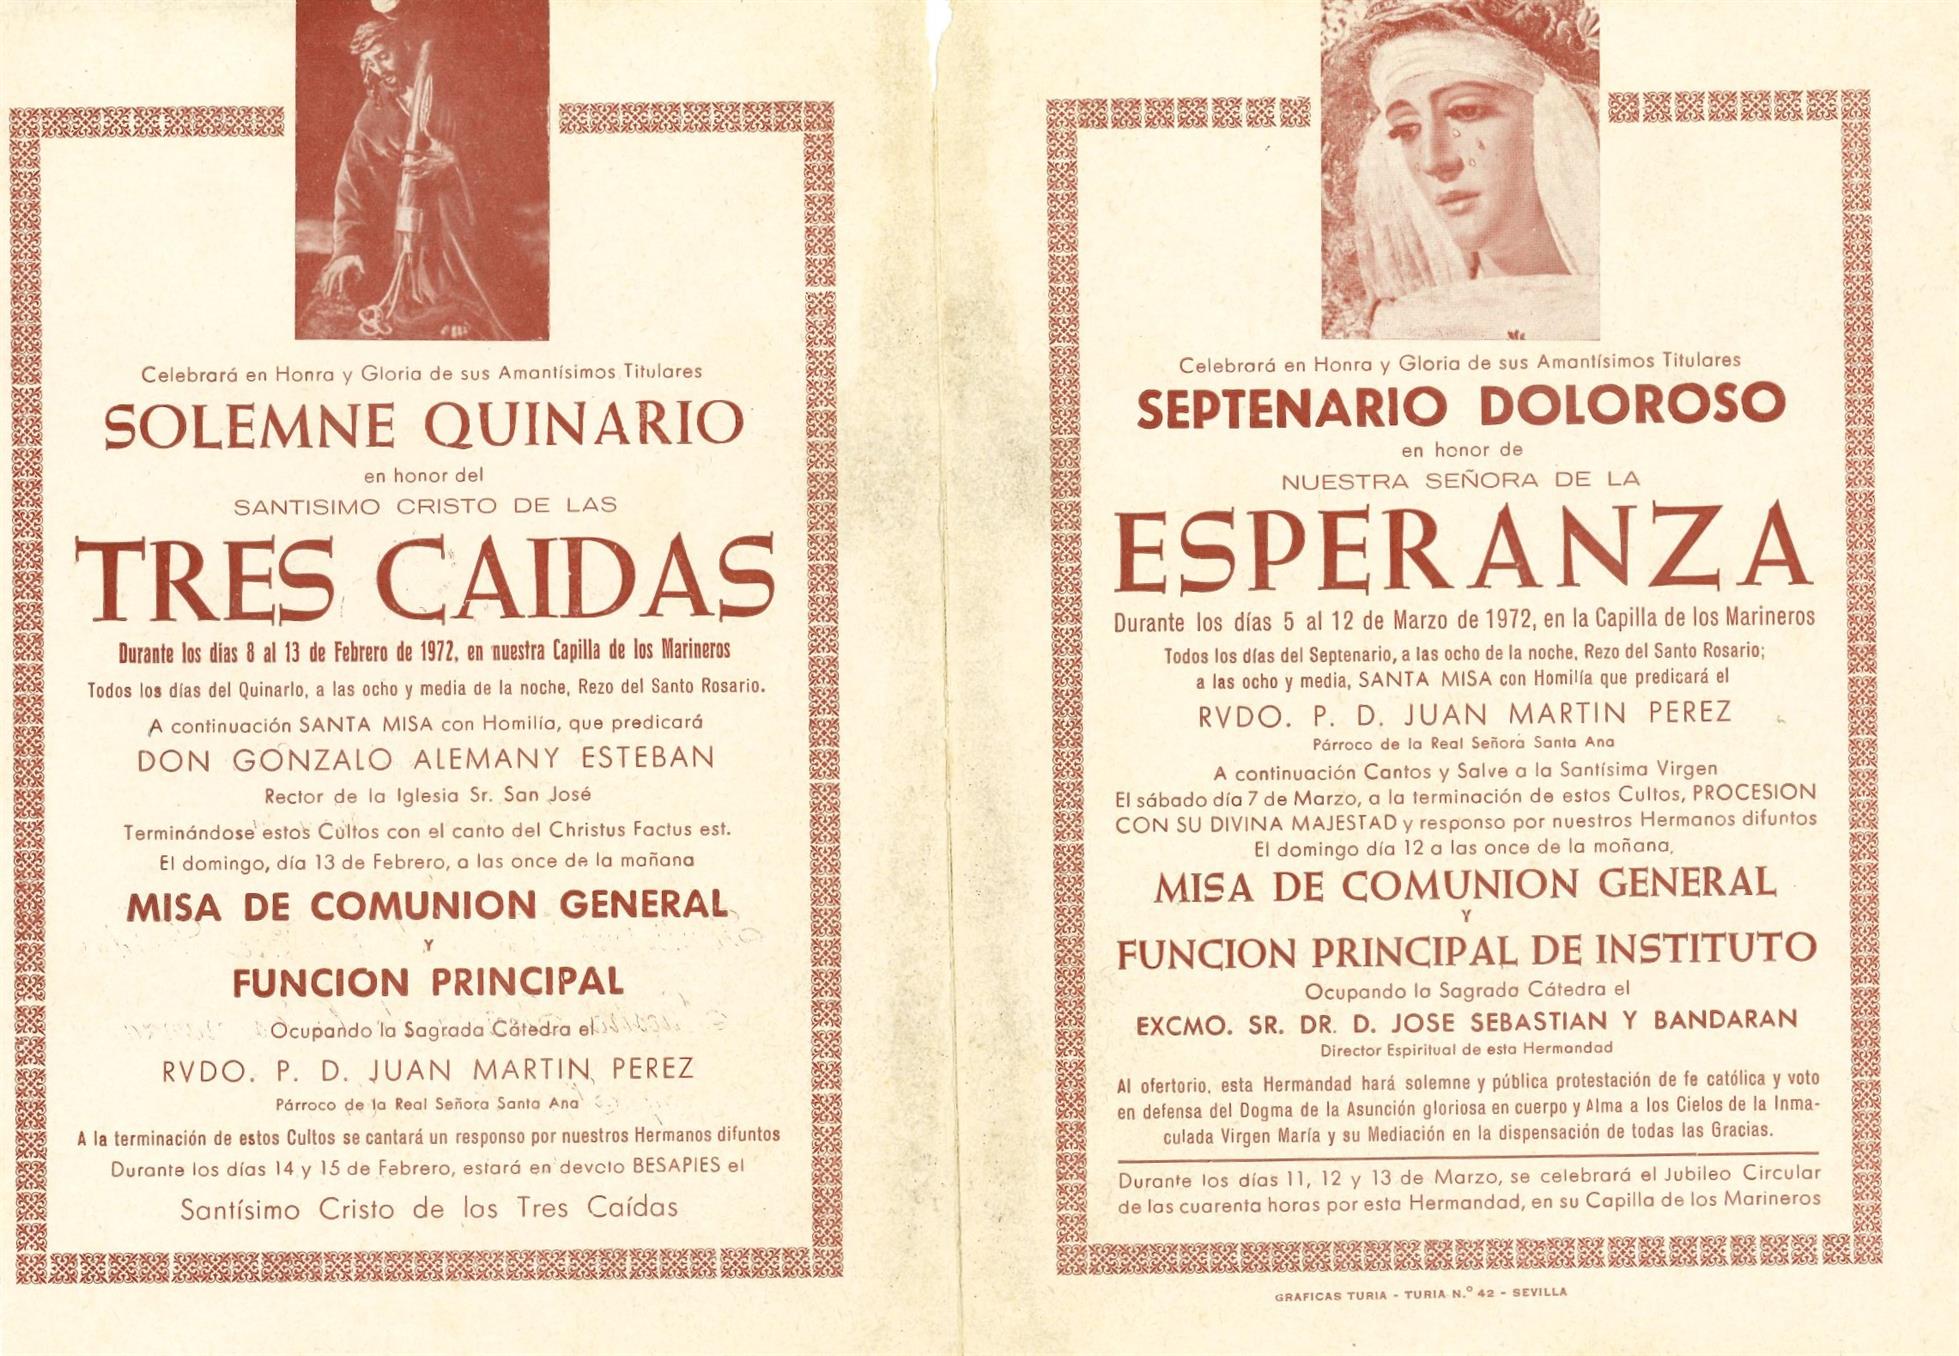 Celebrará en Honra y Gloria de sus Amantísimos Titulares
SOLEMNE QUINARIO
en honor del
SANTISIMO CRISTO DE LAS
TRES CAIDAS
Durante los días 8 al 13 de Febrero de 1972, en nuestra Capilla de los Marineros
Todos los días del Quinario, a las ocho y media de la noche, Rezo del Santo Rosario.
A continuación SANTA MISA con Homilía, que predicará
DON GONZALO ALEMANY ESTEBAN
Rector de la Iglesia Sr. San José
Terminándose estos Cultos con el canto del Christus Factus est.
El domingo, día 13 de Febrero, a las once de la mañana
MISA DE COMUNION GENERAL
Y
FUNCION PRINCIPAL
Ocupando la Sagrada Cátedra el
RVDO. P. D. JUAN MARTIN PEREZ
Párroco de la Real Señora Santa Ana
A la terminación de estos Cultos se cantará un responso por nuestros Hermanos difuntos
Durante los días 14 y 15 de Febrero, estará en devoto BESAPIES el
Santísimo Cristo de las Tres Caídas
Celebrará en Honra y Gloria de sus Amantísimos Titulares
SEPTENARIO DOLOROSO
en honor de
NUESTRA SEÑORA DE LA
ESPERANZA
Durante los días 5 al 12 de Marzo de 1972, en la Capilla de los Marineros
Todos los días del Septenario, a las ocho de la noche, Rezo del Santo Rosario;
a las ocho y media, SANTA MISA con Homilía que predicará el
RVDO. P. D. JUAN MARTIN PEREZ
Párroco de la Real Señora Santa Ana
A continuación Cantos y Salve a la Santísima Virgen
El sábado día 7 de Marzo, a la terminación de estos Cultos, PROCESION
CON SU DIVINA MAJESTAD y responso por nuestros Hermanos difuntos
El domingo día 12 a las once de la moñana,
MISA DE COMUNION GENERAL
Y
FUNCION PRINCIPAL DE INSTITUTO
Ocupando la Sagrada Cátedra el
EXCMO. SR. DR. D. JOSE SEBASTIAN Y BANDARAN
Director Espiritual de esta Hermandad
Al ofertorio, esta Hermandad hará solemne y pública protestación de fe católica y voto
en defensa del Dogma de la Asunción gloriosa en cuerpo y Alma a los Cielos de la Inma-
culada Virgen María y su Mediación en la dispensación de todas las Gracias.
Durante los días 11, 12 y 13 de Marzo, se celebrará el Jubileo Circular
de las cuarenta horas por esta Hermandad, en su Capilla de los Marineros
GRAFICAS TURIA - TURIA N.º 42 - SEVILLA